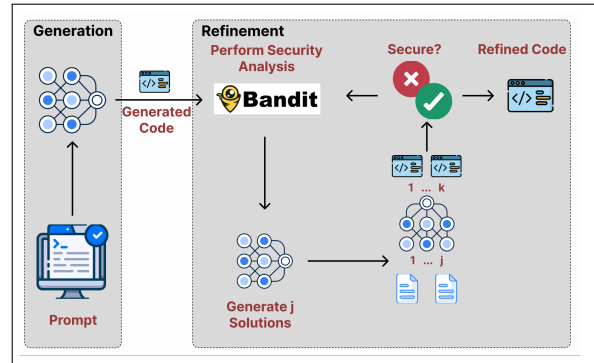 Generation
Prompt
Generated
Code
Refinement
Perform Security
Analysis
Bandit
Generate j
Solutions
1 ... j
1 ... k
Secure?
Refined Code